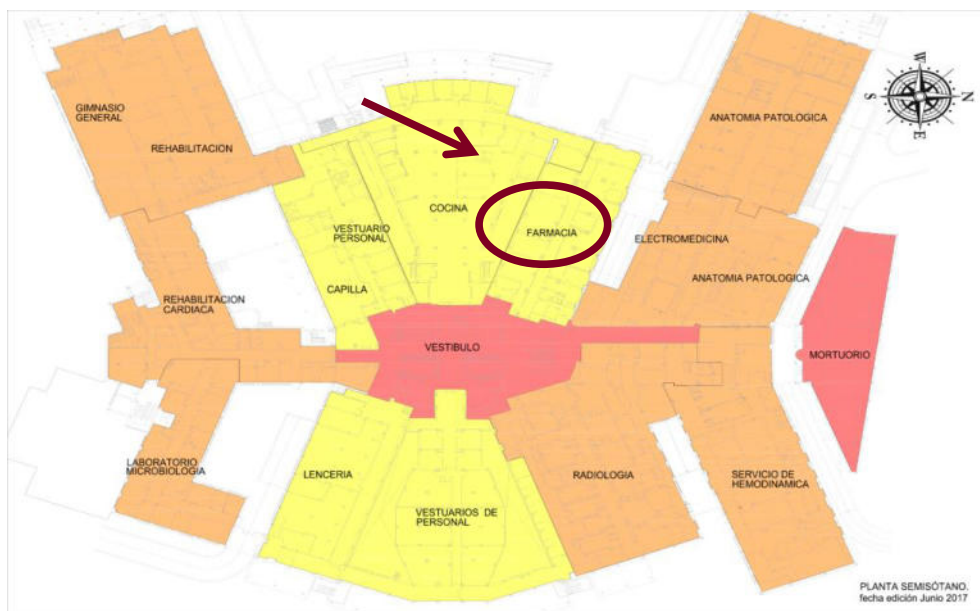 GIMNASIO
GENERAL
REHABILITACION
VESTUARIO
PERSONAL
CAPILLA
COCINA
FARMACIA
ANATOMIA PATOLOGICA
ELECTROMEDICINA
ANATOMIA PATOLOGICA
W
S
N
E
REHABILITACION
CARDIACA
VESTIBULO
MORTUORIO
LABORATORIO
MICROBIOLOGIA
LENCERIA
VESTUARIOS DE
PERSONAL
RADIOLOGIA
SERVICIO DE
HEMODINAMICA
PLANTA SEMISÓTANO.
fecha edición Junio 2017